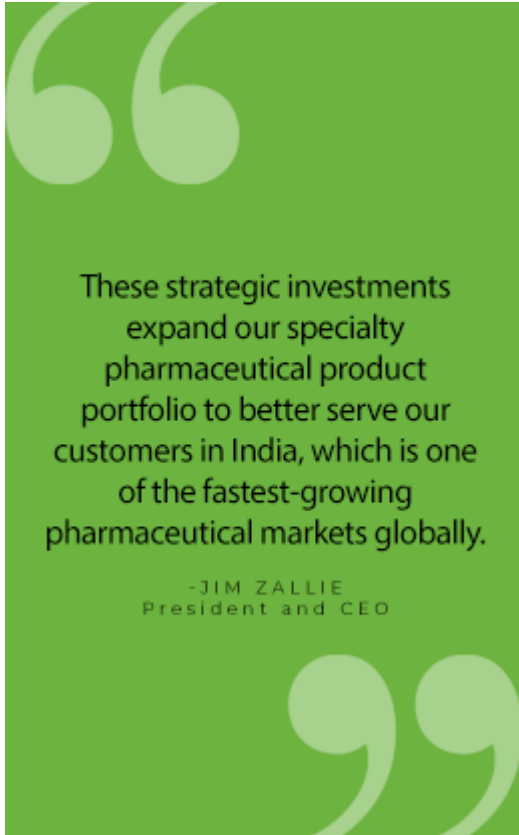 These strategic investments
expand our specialty
pharmaceutical product
portfolio to better serve our
customers in India, which is one
of the fastest-growing
pharmaceutical markets globally.
-JIM ZALLIE
President and CEO